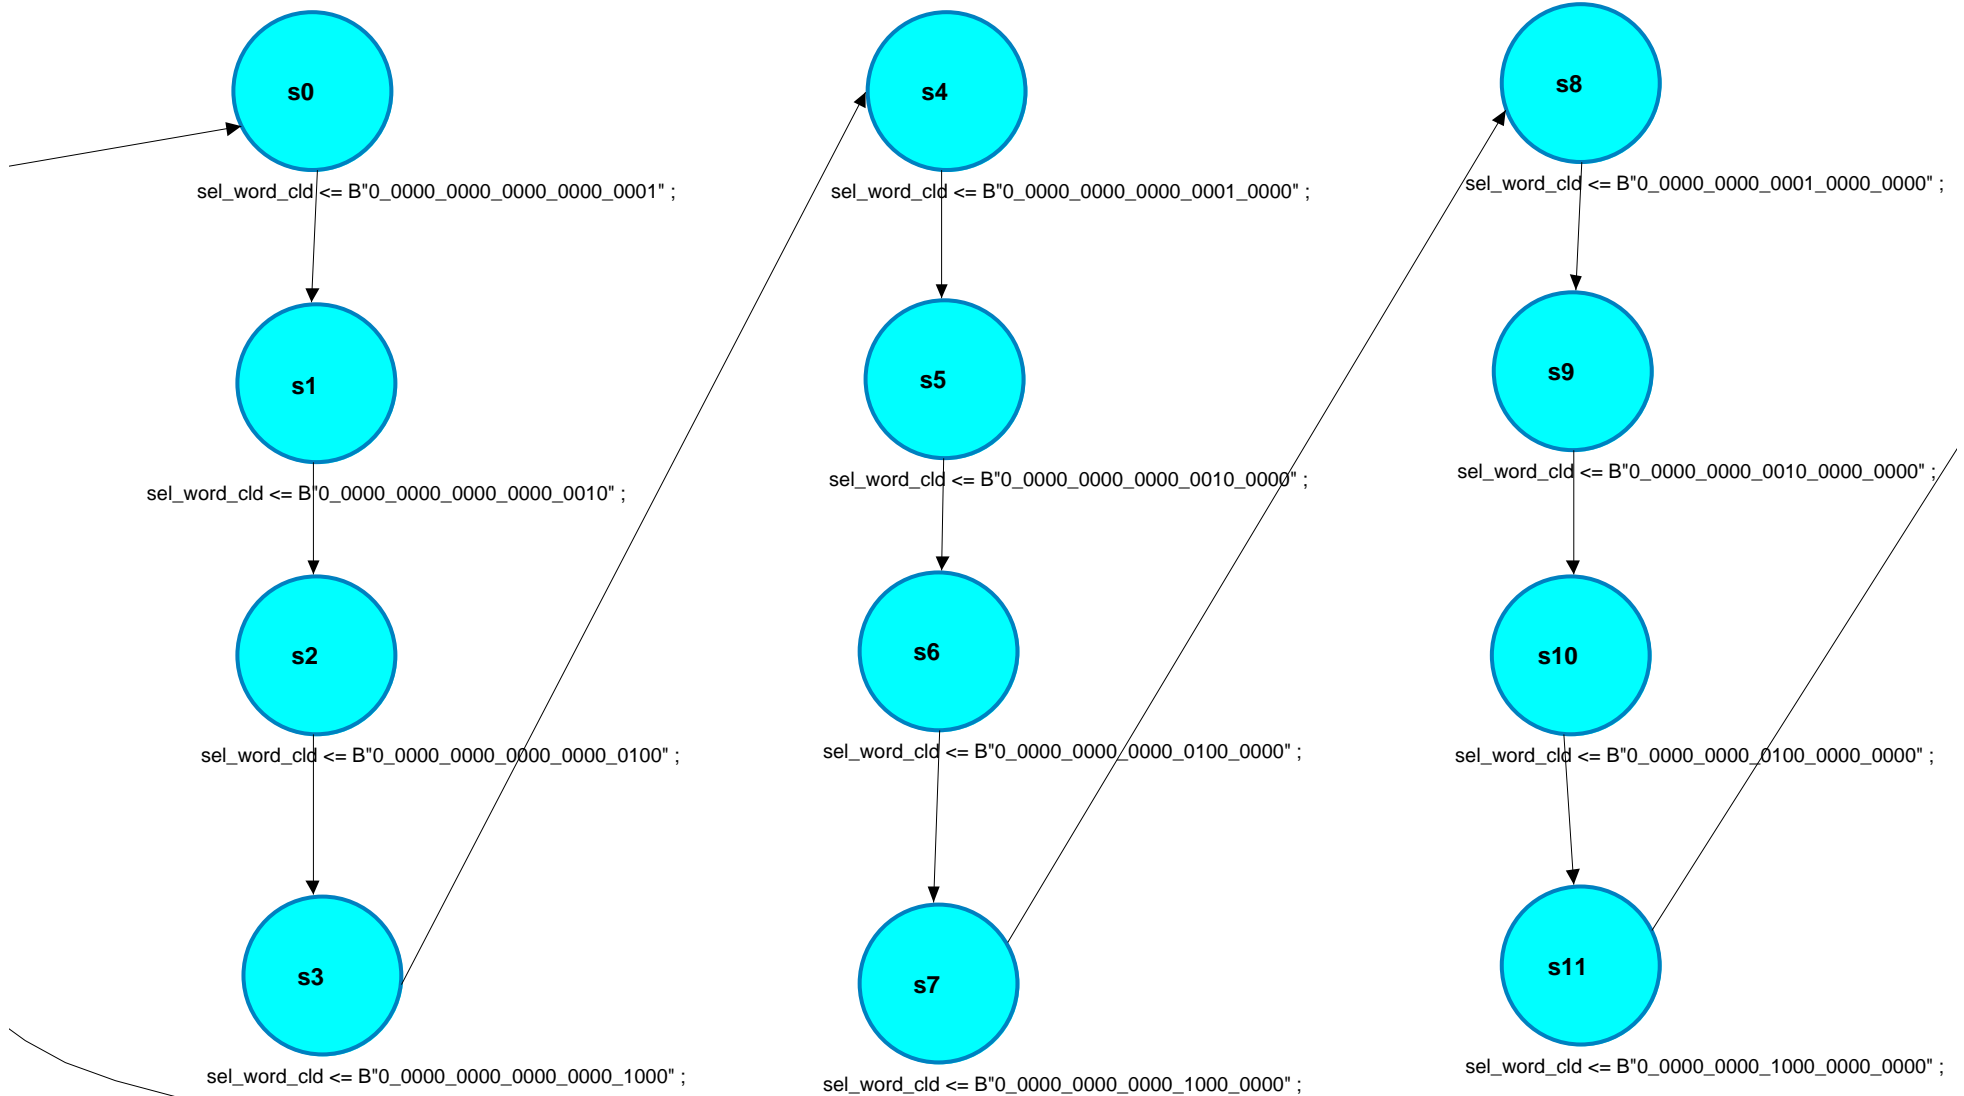 s0
sel_word_cld <= B"0_0000_0000_0000_0000_0001" ;
s1
sel_word_cld <= B"0_0000_0000_0000_0000_0010" ;
s2
sel_word_cld <= B"0_0000_0000_0000_0000_0100" ;
s3
sel_word_cld <= B"0_0000_0000_0000_0000_1000" ;
s4
sel_word_cld <= B"0_0000_0000_0000_0001_0000" ;
s5
sel_word_cld <= B"0_0000_0000_0000_0010_0000" ;
s6
sel_word_cld <= B"0_0000_0000_0000_0100_0000" ;
s7
sel_word_cld <= B"0_0000_0000_0000_1000_0000" ;
s8
sel_word_cld <= B"0_0000_0000_0001_0000_0000" ;
s9
sel_word_cld <= B"0_0000_0000_0010_0000_0000" ;
s10
sel_word_cld <= B"0_0000_0000_0100_0000_0000" ;
s11
sel_word_cld <= B"0_0000_0000_1000_0000_0000" ;